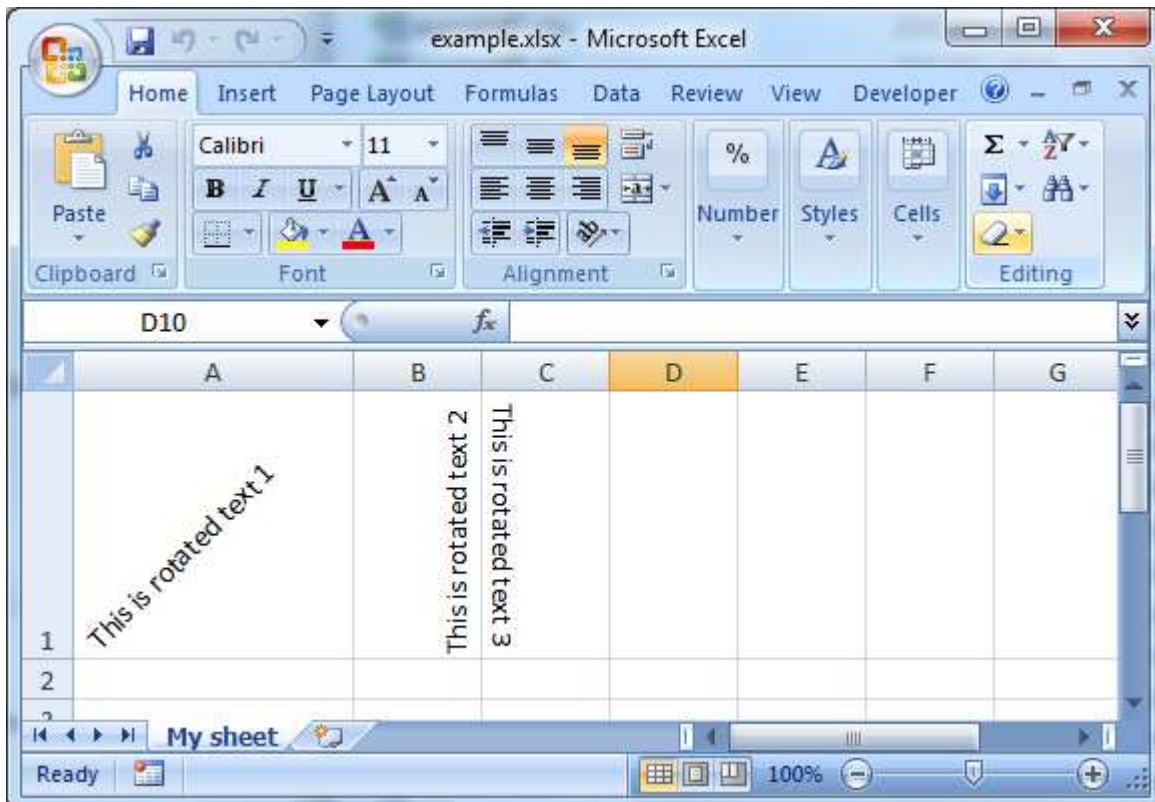 example.xlsx - Microsoft Excel
Home Insert Page Layout Formulas Data Review View Developer
Calibri 11 Σ A Z
B I U A A a % A
Paste Number Styles Cells
A ab
Clipboard Font Alignment Editing
D10 fx
A B C D E F G
This is rotated text 1
This is rotated text 2
This is rotated text 3
1
2
My sheet
Ready 100%